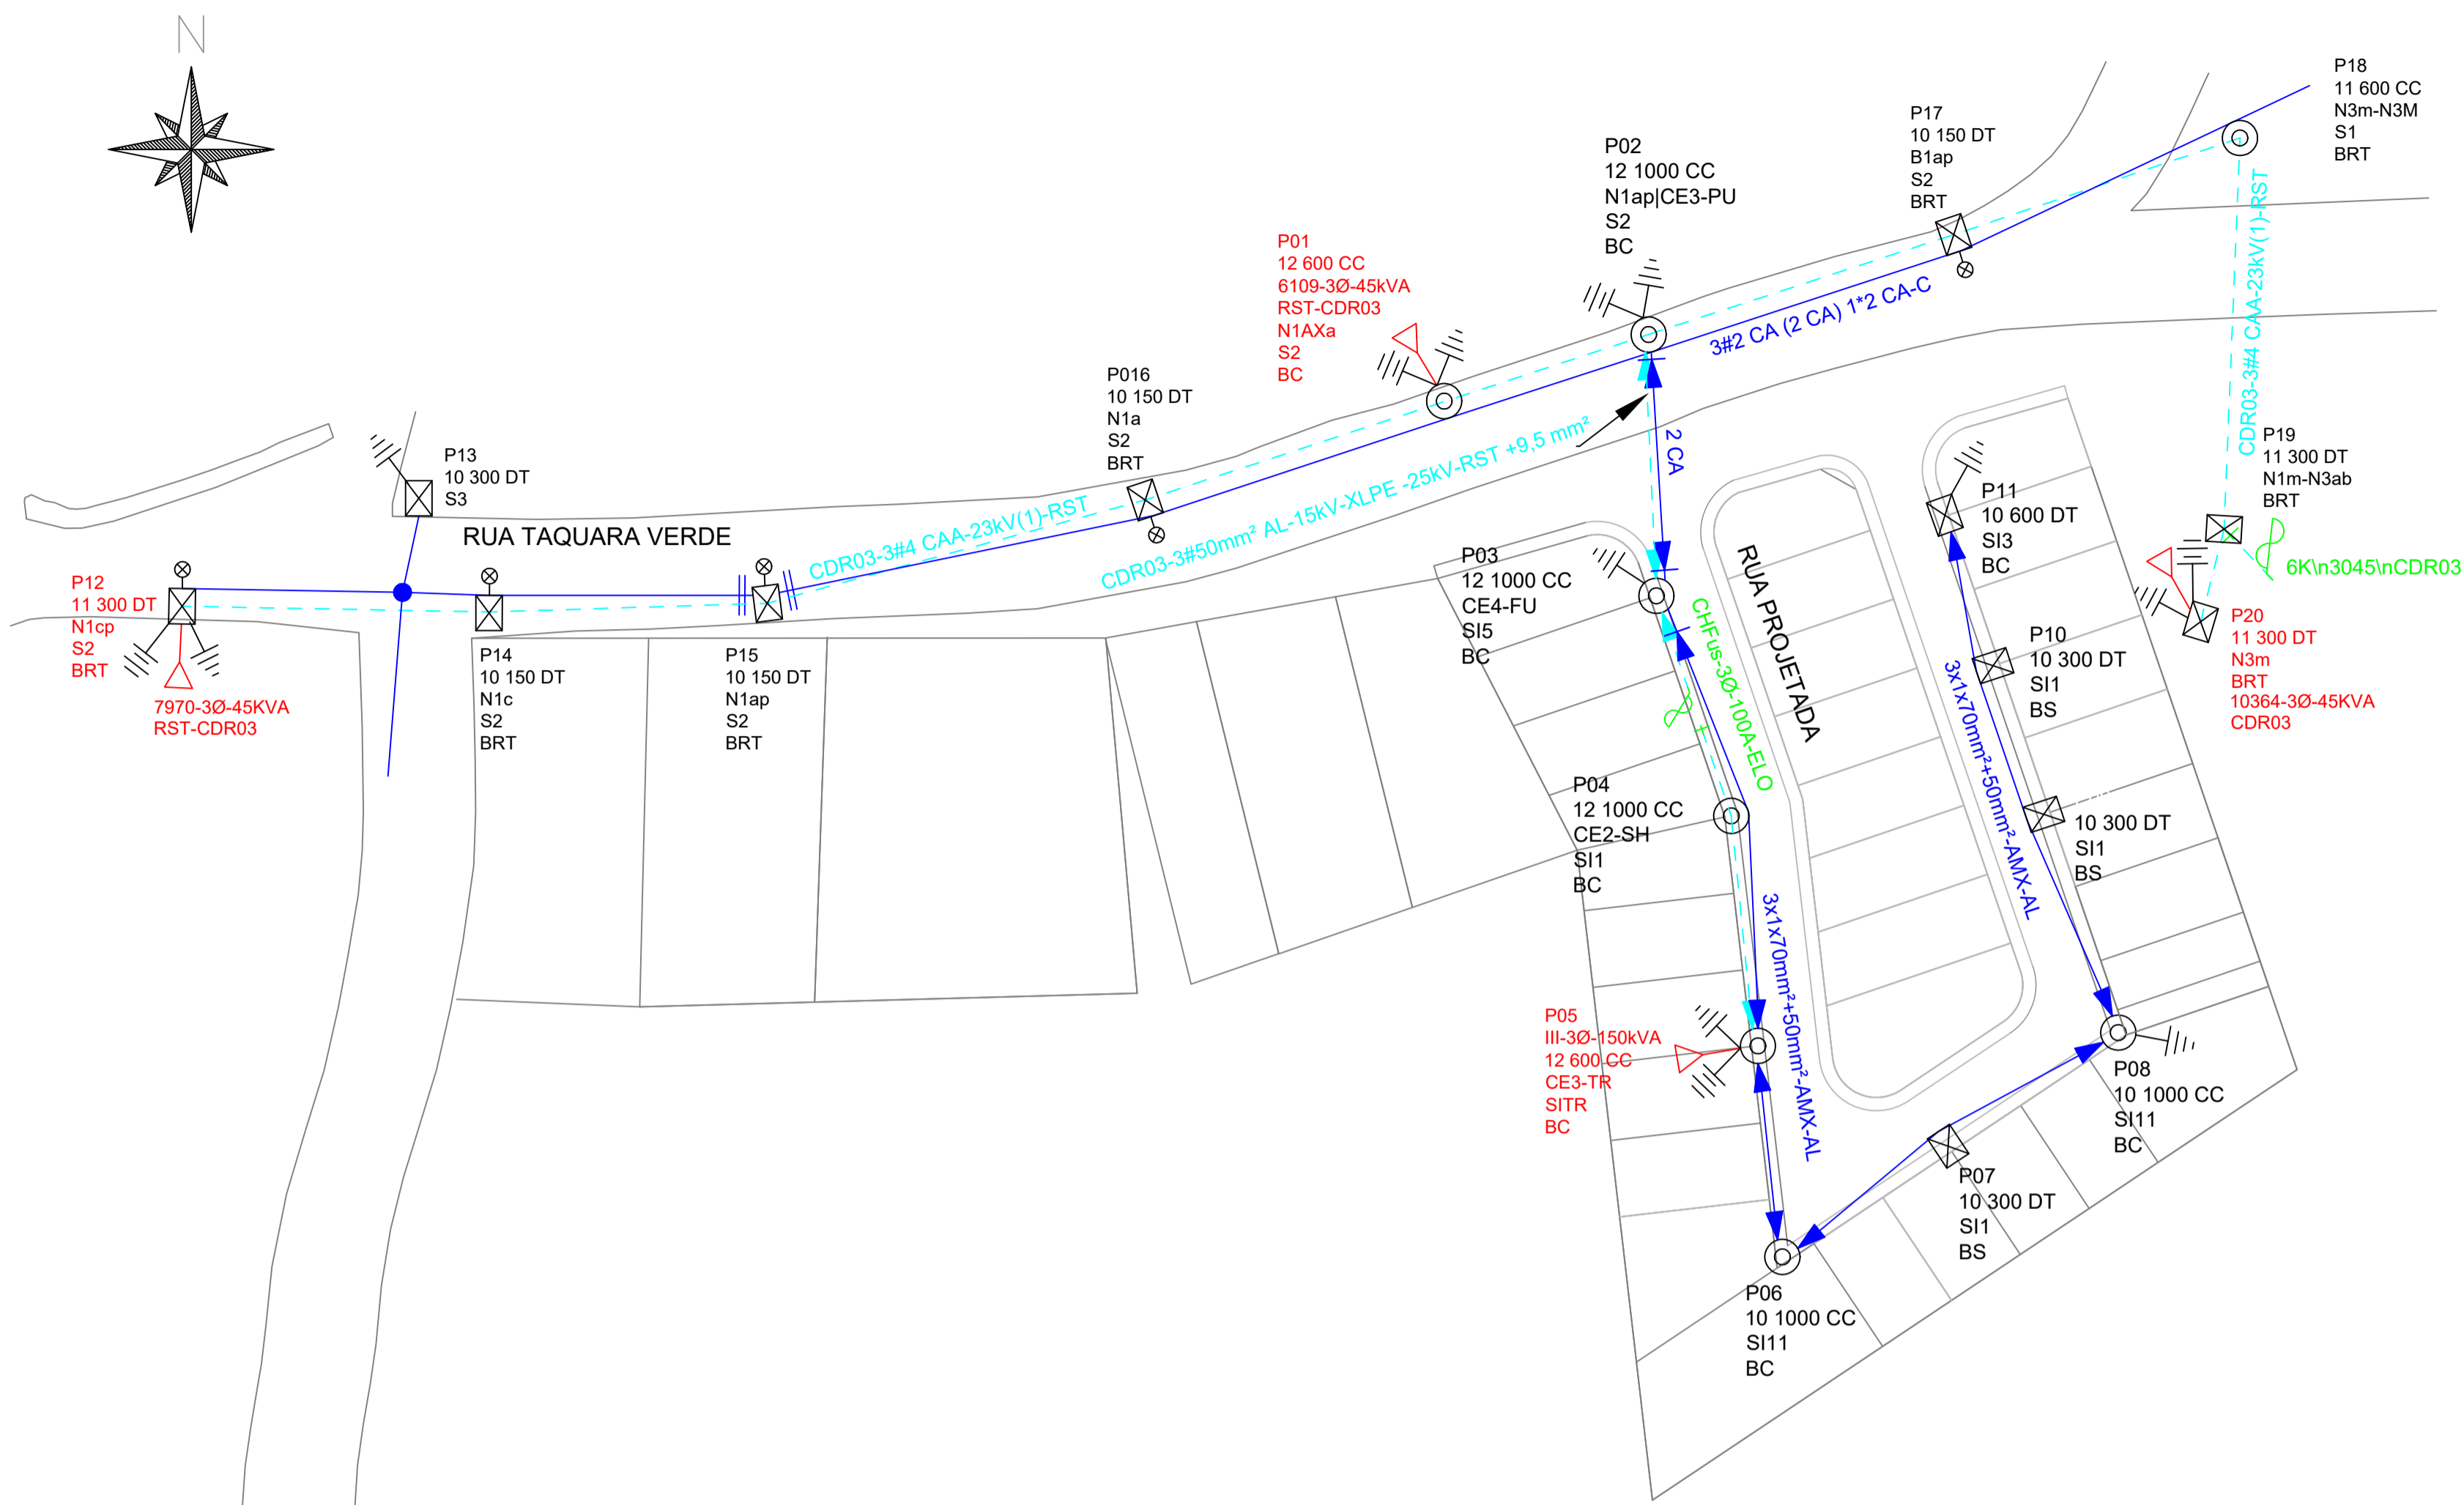 N
P18
11 600 CC
N3m-N3M
S1
BRT
P17
10 150 DT
B1ap
S2
BRT
P02
12 1000 CC
N1ap|CE3-PU
S2
BC
P01
12 600 CC
6109-3Ø-45kVA
RST-CDR03
N1AXa
S2
BC
3#2 CA (2 CA) 1*2 CA-C
CDR03-3#4 CAA-23kV(1)-RST
P016
10 150 DT
N1a
S2
BRT
P13
10 300 DT
S3
RUA TAQUARA VERDE
CDR03-3#4 CAA-23kV(1)-RST
CDR03-3#50mm² AL-15kV-XLPE -25kV-RST +9,5 mm²
2 CA
P19
11 300 DT
N1m-N3ab
BRT
6K\n3045\nCDR03
P11
10 600 DT
SI3
BC
P03
12 1000 CC
CE4-FU
SI5
BC
RUA PROJETADA
CHFus-3Ø-100A-ELO
P12
11 300 DT
N1cp
S2
BRT
7970-3Ø-45KVA
RST-CDR03
P14
10 150 DT
N1c
S2
BRT
P15
10 150 DT
N1ap
S2
BRT
P20
11 300 DT
N3m
BRT
10364-3Ø-45KVA
CDR03
P10
10 300 DT
SI1
BS
3x1x70mm²+50mm²-AMX-AL
P04
12 1000 CC
CE2-SH
SI1
BC
10 300 DT
SI1
BS
3x1x70mm²+50mm²-AMX-AL
P05
III-3Ø-150kVA
12 600 CC
CE3-TR
SITR
BC
P08
10 1000 CC
SI11
BC
P07
10 300 DT
SI1
BS
P06
10 1000 CC
SI11
BC